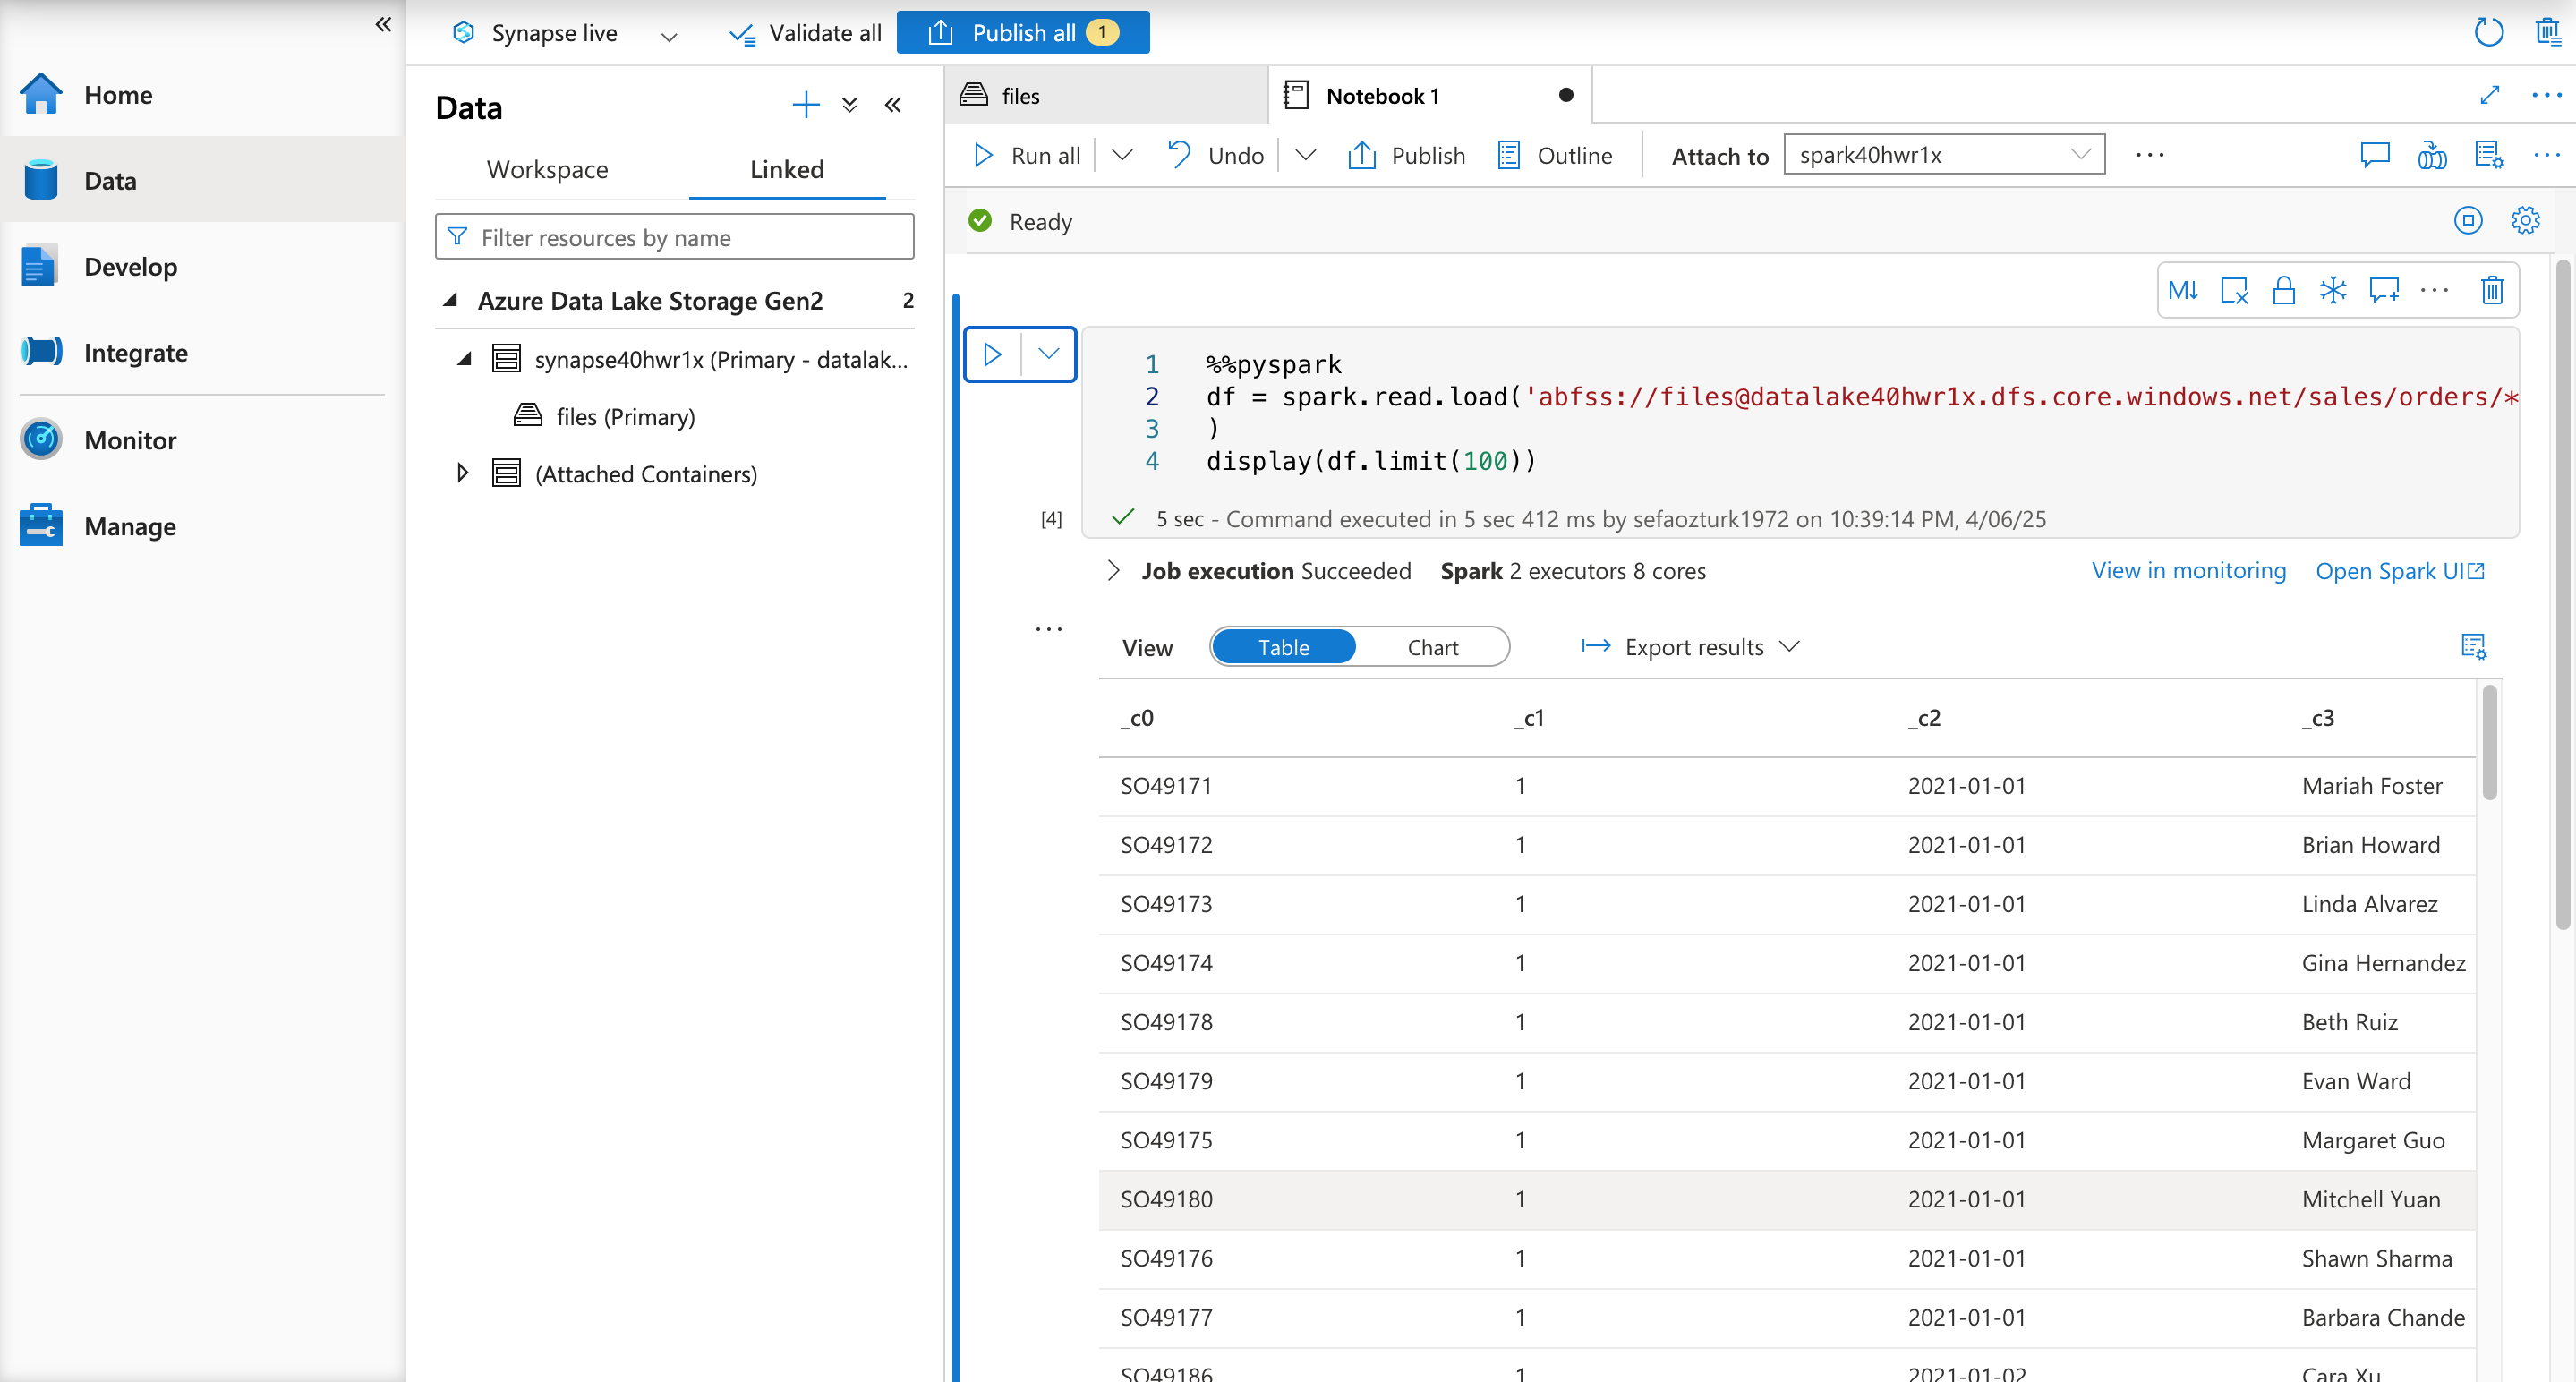 Synapse live
Validate all
Publish all 1
Home
Data
Develop
Integrate
Monitor
Manage
Data
Workspace
Linked
Filter resources by name
Azure Data Lake Storage Gen2 2
synapse40hwr1x (Primary - datalak...
files (Primary)
(Attached Containers)
files
Notebook 1
Run all
Undo
Publish
Outline
Attach to
spark40hwr1x
Ready
M↓
1 %%pyspark
2 df = spark.read.load('abfss://files@datalake40hwr1x.dfs.core.windows.net/sales/orders/*
3 )
4 display(df.limit(100))
[4] 5 sec - Command executed in 5 sec 412 ms by sefaozturk1972 on 10:39:14 PM, 4/06/25
Job execution Succeeded Spark 2 executors 8 cores
View in monitoring Open Spark UI
View Table Chart Export results
_c0 _c1 _c2 _c3
SO49171 1 2021-01-01 Mariah Foster
SO49172 1 2021-01-01 Brian Howard
SO49173 1 2021-01-01 Linda Alvarez
SO49174 1 2021-01-01 Gina Hernandez
SO49178 1 2021-01-01 Beth Ruiz
SO49179 1 2021-01-01 Evan Ward
SO49175 1 2021-01-01 Margaret Guo
SO49180 1 2021-01-01 Mitchell Yuan
SO49176 1 2021-01-01 Shawn Sharma
SO49177 1 2021-01-01 Barbara Chande
SO49186 1 2021-01-02 Cara Xu